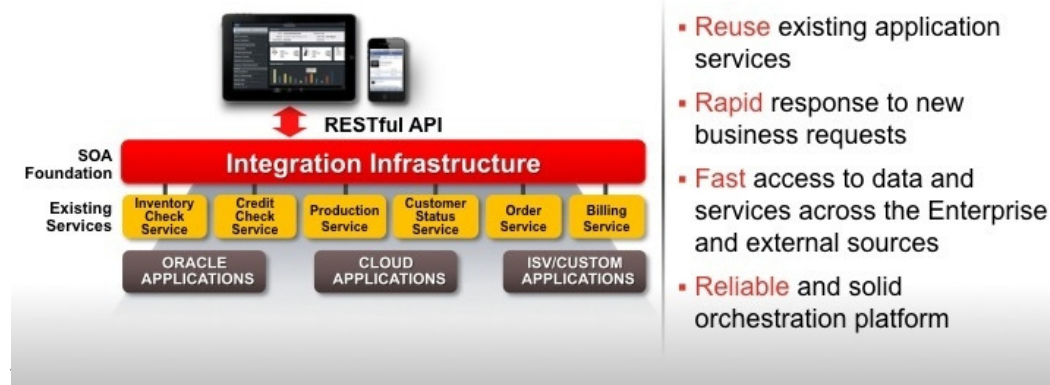 RESTful API
SOA
Foundation
Integration Infrastructure
Existing
Services
Inventory
Check
Service
Credit
Check
Service
Production
Service
Customer
Status
Service
Order
Service
Billing
Service
ORACLE
APPLICATIONS
CLOUD
APPLICATIONS
ISV/CUSTOM
APPLICATIONS
▪ Reuse existing application
services
▪ Rapid response to new
business requests
▪ Fast access to data and
services across the Enterprise
and external sources
▪ Reliable and solid
orchestration platform